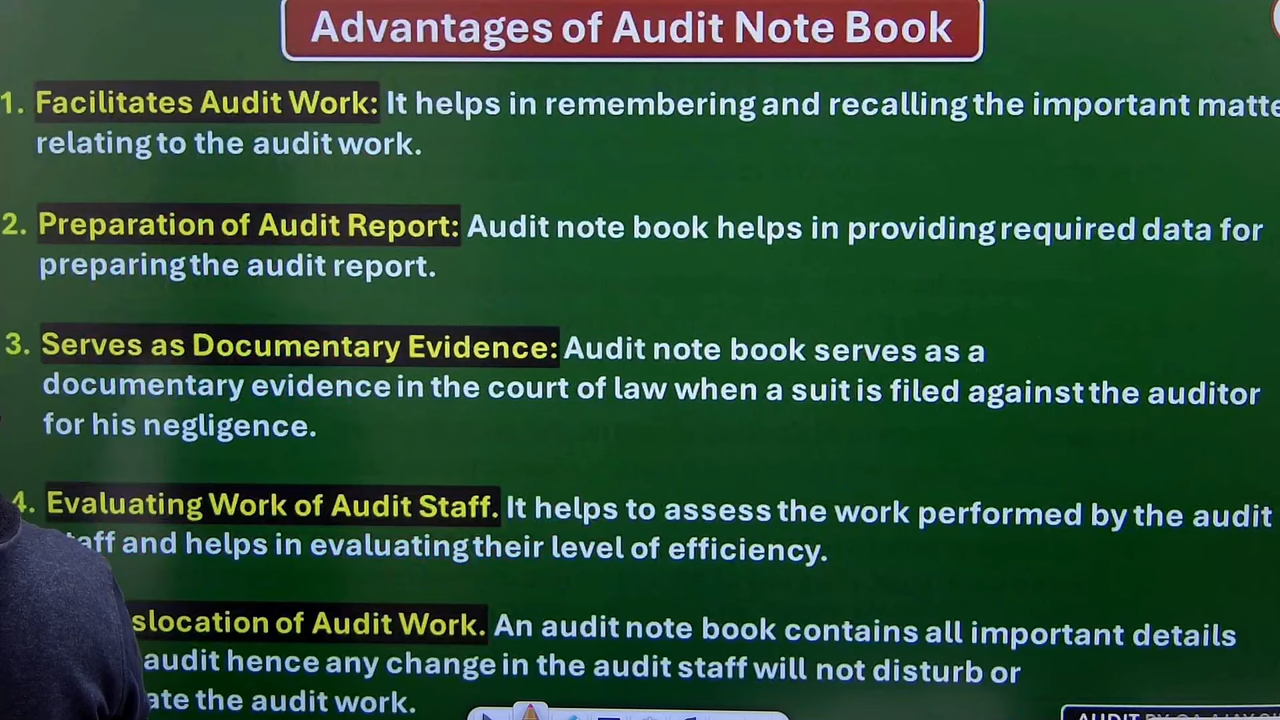 Advantages of Audit Note Book
1. Facilitates Audit Work: It helps in remembering and recalling the important matte
relating to the audit work.
2. Preparation of Audit Report: Audit note book helps in providing required data for
preparing the audit report.
3. Serves as Documentary Evidence: Audit note book serves as a
documentary evidence in the court of law when a suit is filed against the auditor
for his negligence.
4. Evaluating Work of Audit Staff. It helps to assess the work performed by the audit
taff and helps in evaluating their level of efficiency.
slocation of Audit Work. An audit note book contains all important details
audit hence any change in the audit staff will not disturb or
ate the audit work.
AUDIT BY CA